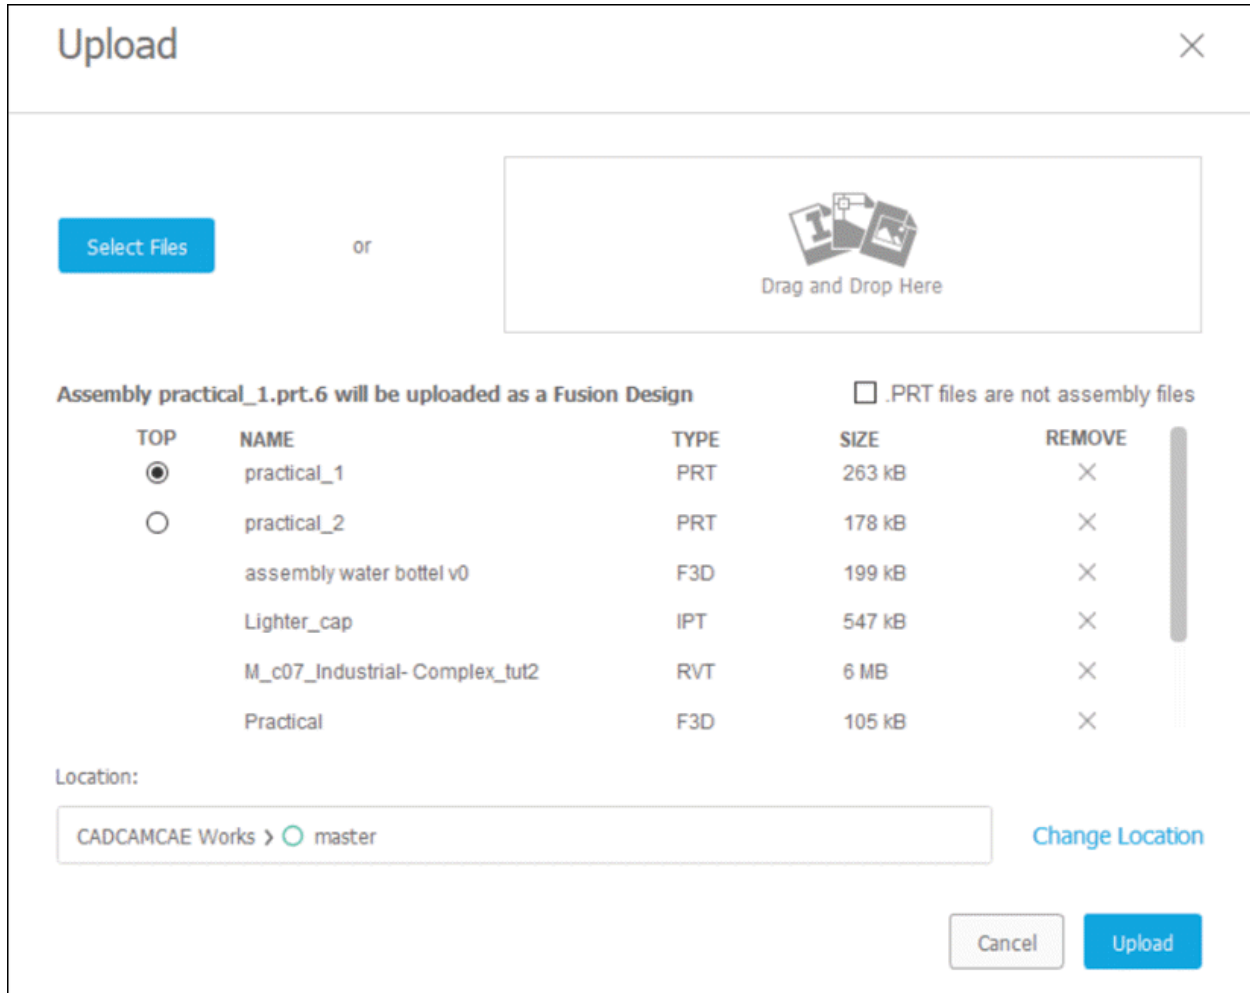 Upload
Select Files
or
Drag and Drop Here
Assembly practical_1.prt.6 will be uploaded as a Fusion Design
.PRT files are not assembly files
TOP NAME TYPE SIZE REMOVE
practical_1 PRT 263 kB
practical_2 PRT 178 kB
assembly water bottel v0 F3D 199 kB
Lighter_cap IPT 547 kB
M_c07_Industrial- Complex_tut2 RVT 6 MB
Practical F3D 105 kB
Location:
CADCAMCAE Works > master
Change Location
Cancel
Upload